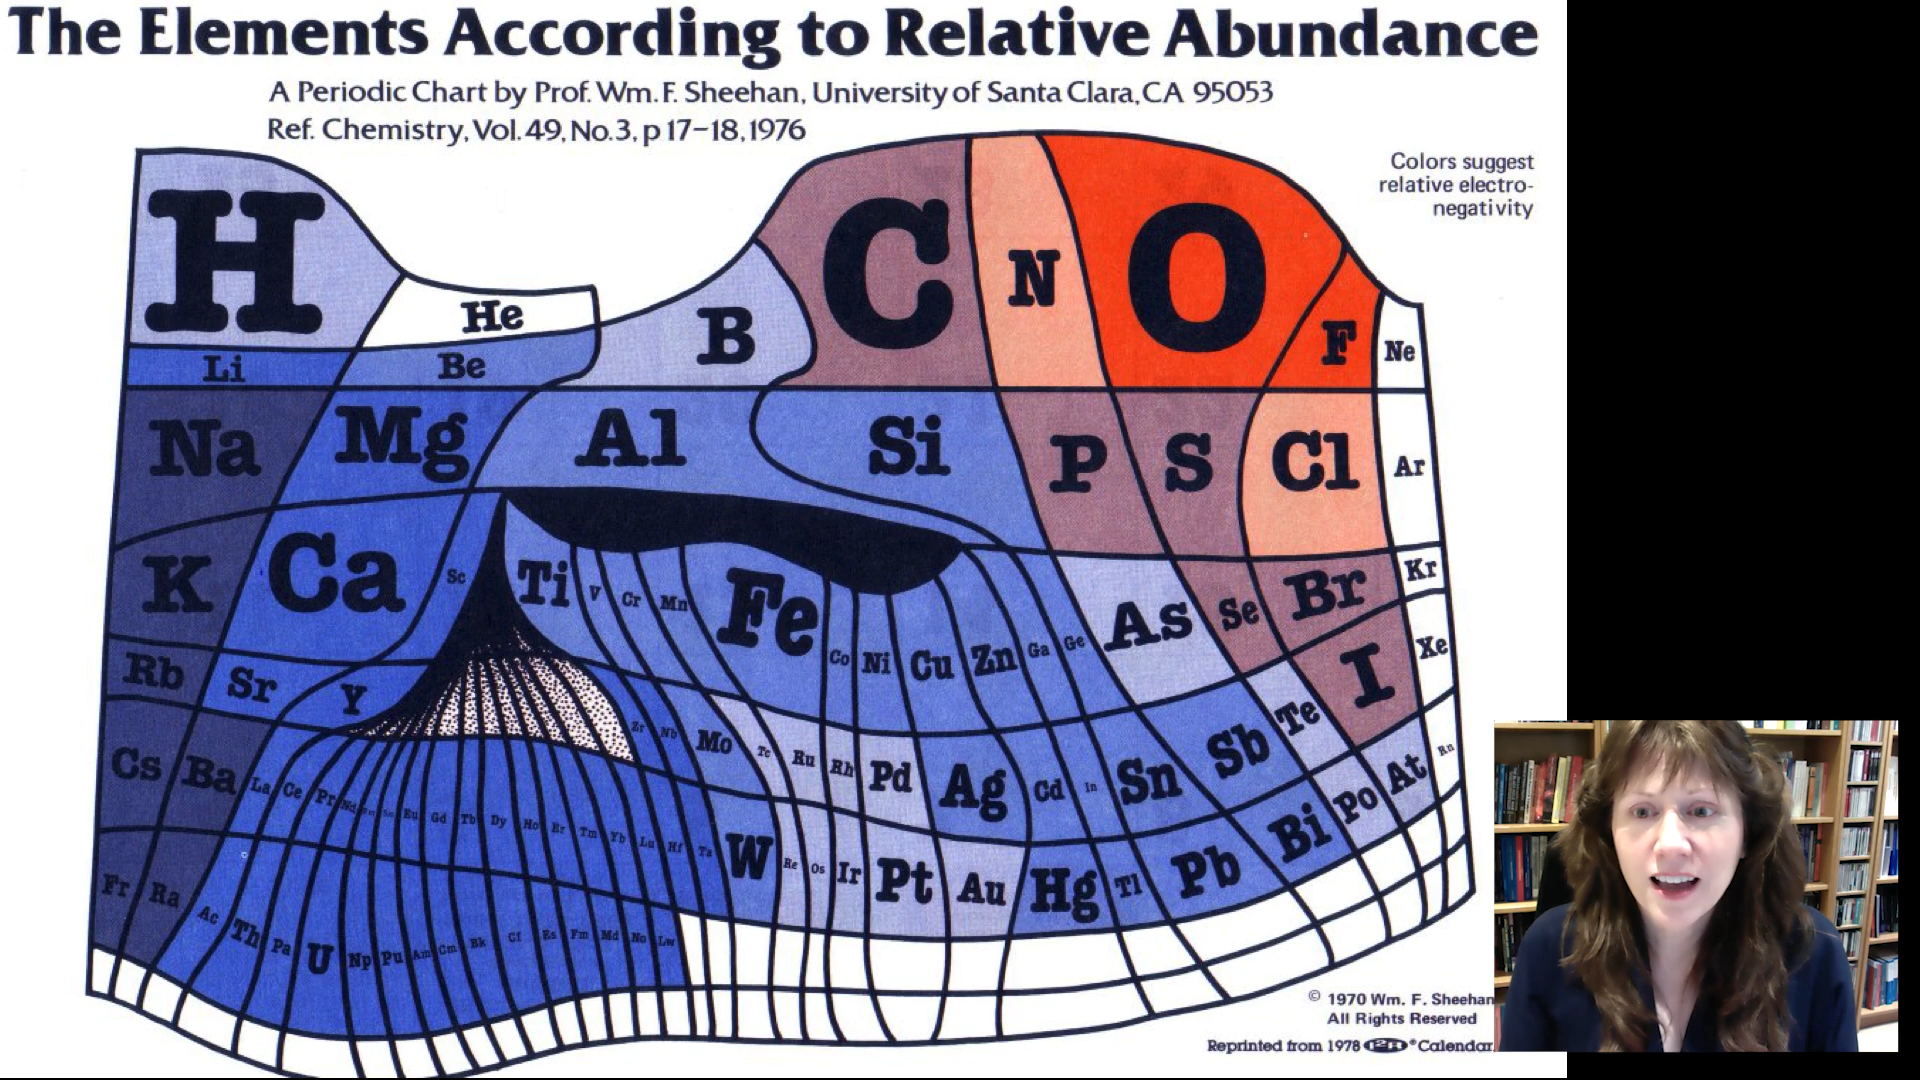 The Elements According to Relative Abundance
A Periodic Chart by Prof. Wm. F. Sheehan, University of Santa Clara, CA 95053
Ref. Chemistry, Vol. 49, No. 3, p 17-18, 1976
Colors suggest
relative electro-
negativity
H He B C N O F Ne
Li Be
Na Mg Al Si P S Cl Ar
K Ca Sc Ti V Cr Mn Fe Co Ni Cu Zn Ga Ge As Se Br Kr
Rb Sr Y Zr Nb Mo Tc Ru Rh Pd Ag Cd In Sn Sb Te I Xe
Cs Ba La Ce Pr Nd Eu Gd Tb Dy Ho Er Tm Yb Lu Hf Ta W Re Os Ir Pt Au Hg Tl Pb Bi Po At Rn
Fr Ra Ac Th Pa U Np Pu Am Cm Bk Cf Es Fm Md No Lw
© 1970 Wm. F. Sheehan
All Rights Reserved
Reprinted from 1978 Calendar